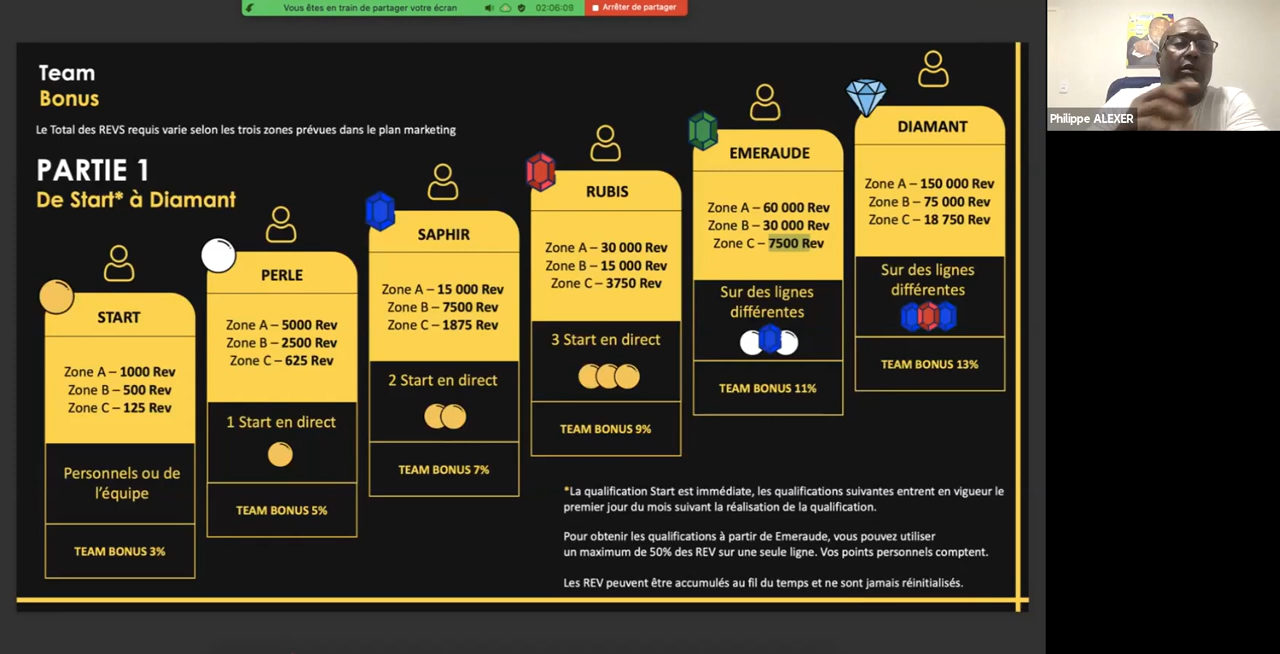 Vous êtes en train de partager votre écran
02:06:09
Arrêter de partager
Philippe ALEXER
Team
Bonus
Le Total des REVS requis varie selon les trois zones prévues dans le plan marketing
PARTIE 1
De Start* à Diamant
START
Zone A – 1000 Rev
Zone B – 500 Rev
Zone C – 125 Rev
Personnels ou de
l'équipe
TEAM BONUS 3%
PERLE
Zone A – 5000 Rev
Zone B – 2500 Rev
Zone C – 625 Rev
1 Start en direct
TEAM BONUS 5%
SAPHIR
Zone A – 15 000 Rev
Zone B – 7500 Rev
Zone C – 1875 Rev
2 Start en direct
TEAM BONUS 7%
RUBIS
Zone A – 30 000 Rev
Zone B – 15 000 Rev
Zone C – 3750 Rev
3 Start en direct
TEAM BONUS 9%
EMERAUDE
Zone A – 60 000 Rev
Zone B – 30 000 Rev
Zone C – 7500 Rev
Sur des lignes
différentes
TEAM BONUS 11%
DIAMANT
Zone A – 150 000 Rev
Zone B – 75 000 Rev
Zone C – 18 750 Rev
Sur des lignes
différentes
TEAM BONUS 13%
*La qualification Start est immédiate, les qualifications suivantes entrent en vigueur le
premier jour du mois suivant la réalisation de la qualification.
Pour obtenir les qualifications à partir de Emeraude, vous pouvez utiliser
un maximum de 50% des REV sur une seule ligne. Vos points personnels comptent.
Les REV peuvent être accumulés au fil du temps et ne sont jamais réinitialisés.